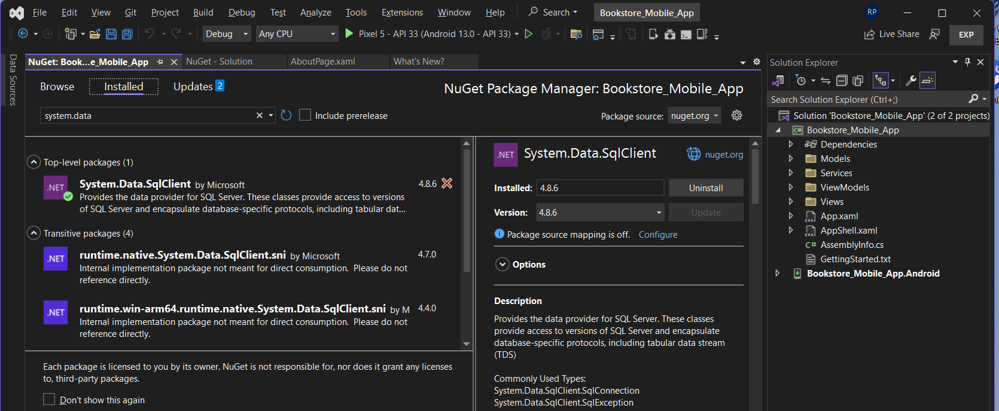 File Edit View Git Project Build Debug Test Analyze Tools Extensions Window Help Search Bookstore_Mobile_App RP
Debug Any CPU Pixel 5 - API 33 (Android 13.0 - API 33) Live Share EXP
Data Sources
NuGet: Book...e_Mobile_App NuGet - Solution AboutPage.xaml What's New?
Browse Installed Updates 2
NuGet Package Manager: Bookstore_Mobile_App
system.data Include prerelease
Package source: nuget.org
Top-level packages (1)
.NET
System.Data.SqlClient by Microsoft 4.8.6
Provides the data provider for SQL Server. These classes provide access to versions
of SQL Server and encapsulate database-specific protocols, including tabular dat...
Transitive packages (4)
.NET
runtime.native.System.Data.SqlClient.sni by Microsoft 4.7.0
Internal implementation package not meant for direct consumption. Please do not
reference directly.
.NET
runtime.win-arm64.runtime.native.System.Data.SqlClient.sni by M 4.4.0
Internal implementation package not meant for direct consumption. Please do not
reference directly.
Each package is licensed to you by its owner. NuGet is not responsible for, nor does it grant any licenses
to, third-party packages.
Don't show this again
.NET System.Data.SqlClient nuget.org
Installed: 4.8.6 Uninstall
Version: 4.8.6 Update
Package source mapping is off. Configure
Options
Description
Provides the data provider for SQL Server. These classes
provide access to versions of SQL Server and encapsulate
database-specific protocols, including tabular data stream
(TDS)
Commonly Used Types:
System.Data.SqlClient.SqlConnection
System.Data.SqlClient.SqlException
Solution Explorer
Search Solution Explorer (Ctrl+;)
Solution 'Bookstore_Mobile_App' (2 of 2 projects)
C# Bookstore_Mobile_App
Dependencies
Models
Services
ViewModels
Views
App.xaml
AppShell.xaml
C# AssemblyInfo.cs
GettingStarted.txt
Bookstore_Mobile_App.Android